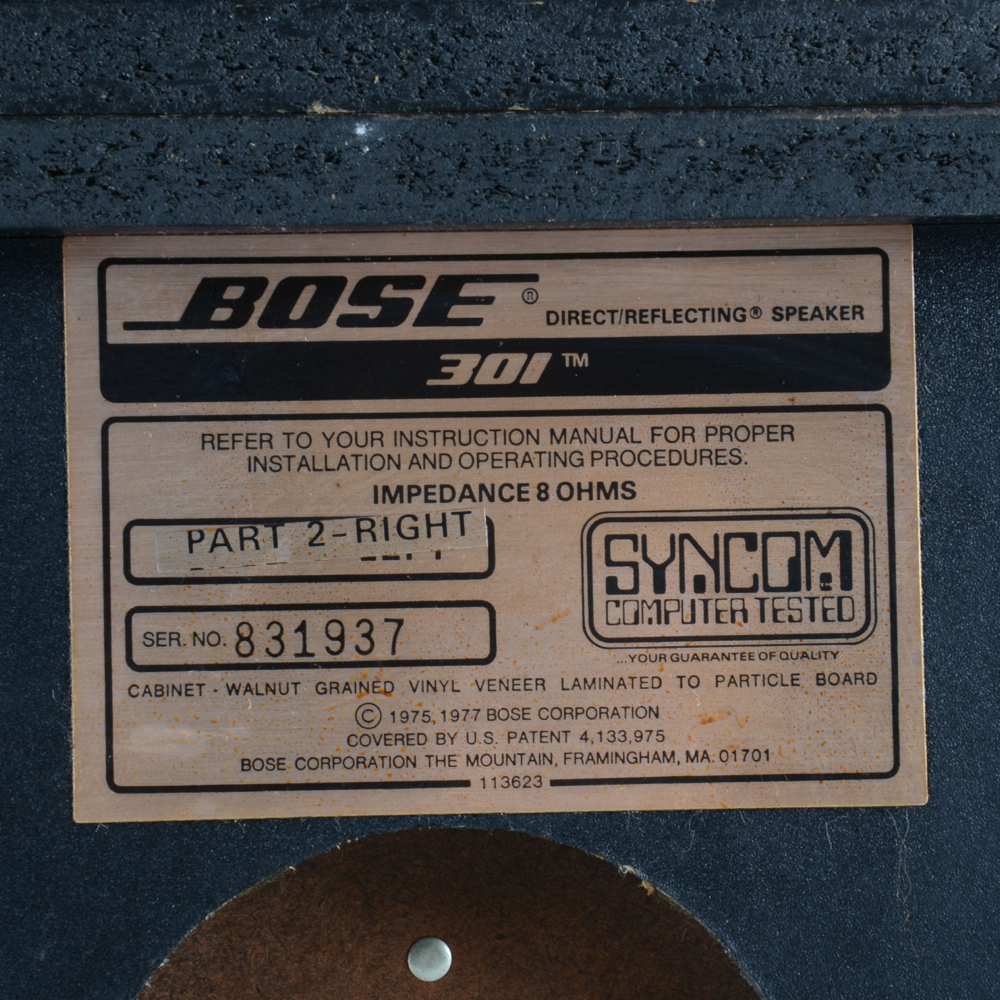 BOSE® DIRECT/REFLECTING® SPEAKER
301™
REFER TO YOUR INSTRUCTION MANUAL FOR PROPER
INSTALLATION AND OPERATING PROCEDURES.
IMPEDANCE 8 OHMS
PART 2-RIGHT
SER. NO. 831937
SYNCOM
COMPUTER TESTED
...YOUR GUARANTEE OF QUALITY
CABINET - WALNUT GRAINED VINYL VENEER LAMINATED TO PARTICLE BOARD
© 1975, 1977 BOSE CORPORATION
COVERED BY U.S. PATENT 4,133,975
BOSE CORPORATION THE MOUNTAIN, FRAMINGHAM, MA. 01701
113623